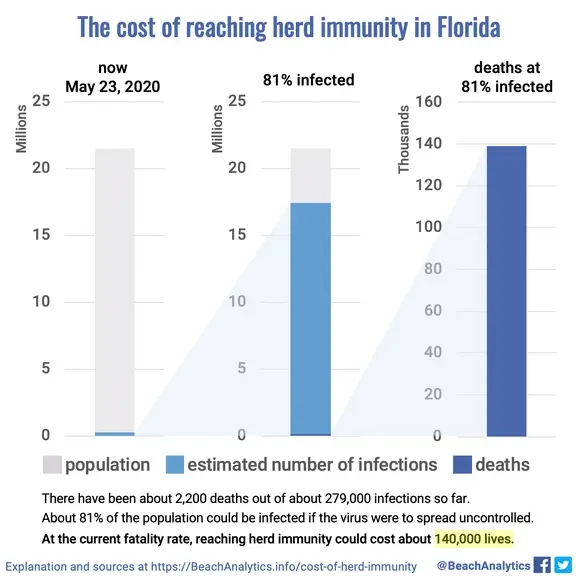 The cost of reaching herd immunity in Florida
now
May 23, 2020
81% infected
deaths at
81% infected
Millions
25
20
15
10
5
0
Millions
25
20
15
10
5
0
Thousands
160
140
120
100
80
60
40
20
0
population
estimated number of infections
deaths
There have been about 2,200 deaths out of about 279,000 infections so far.
About 81% of the population could be infected if the virus were to spread uncontrolled.
At the current fatality rate, reaching herd immunity could cost about 140,000 lives.
Explanation and sources at https://BeachAnalytics.info/cost-of-herd-immunity
@BeachAnalytics